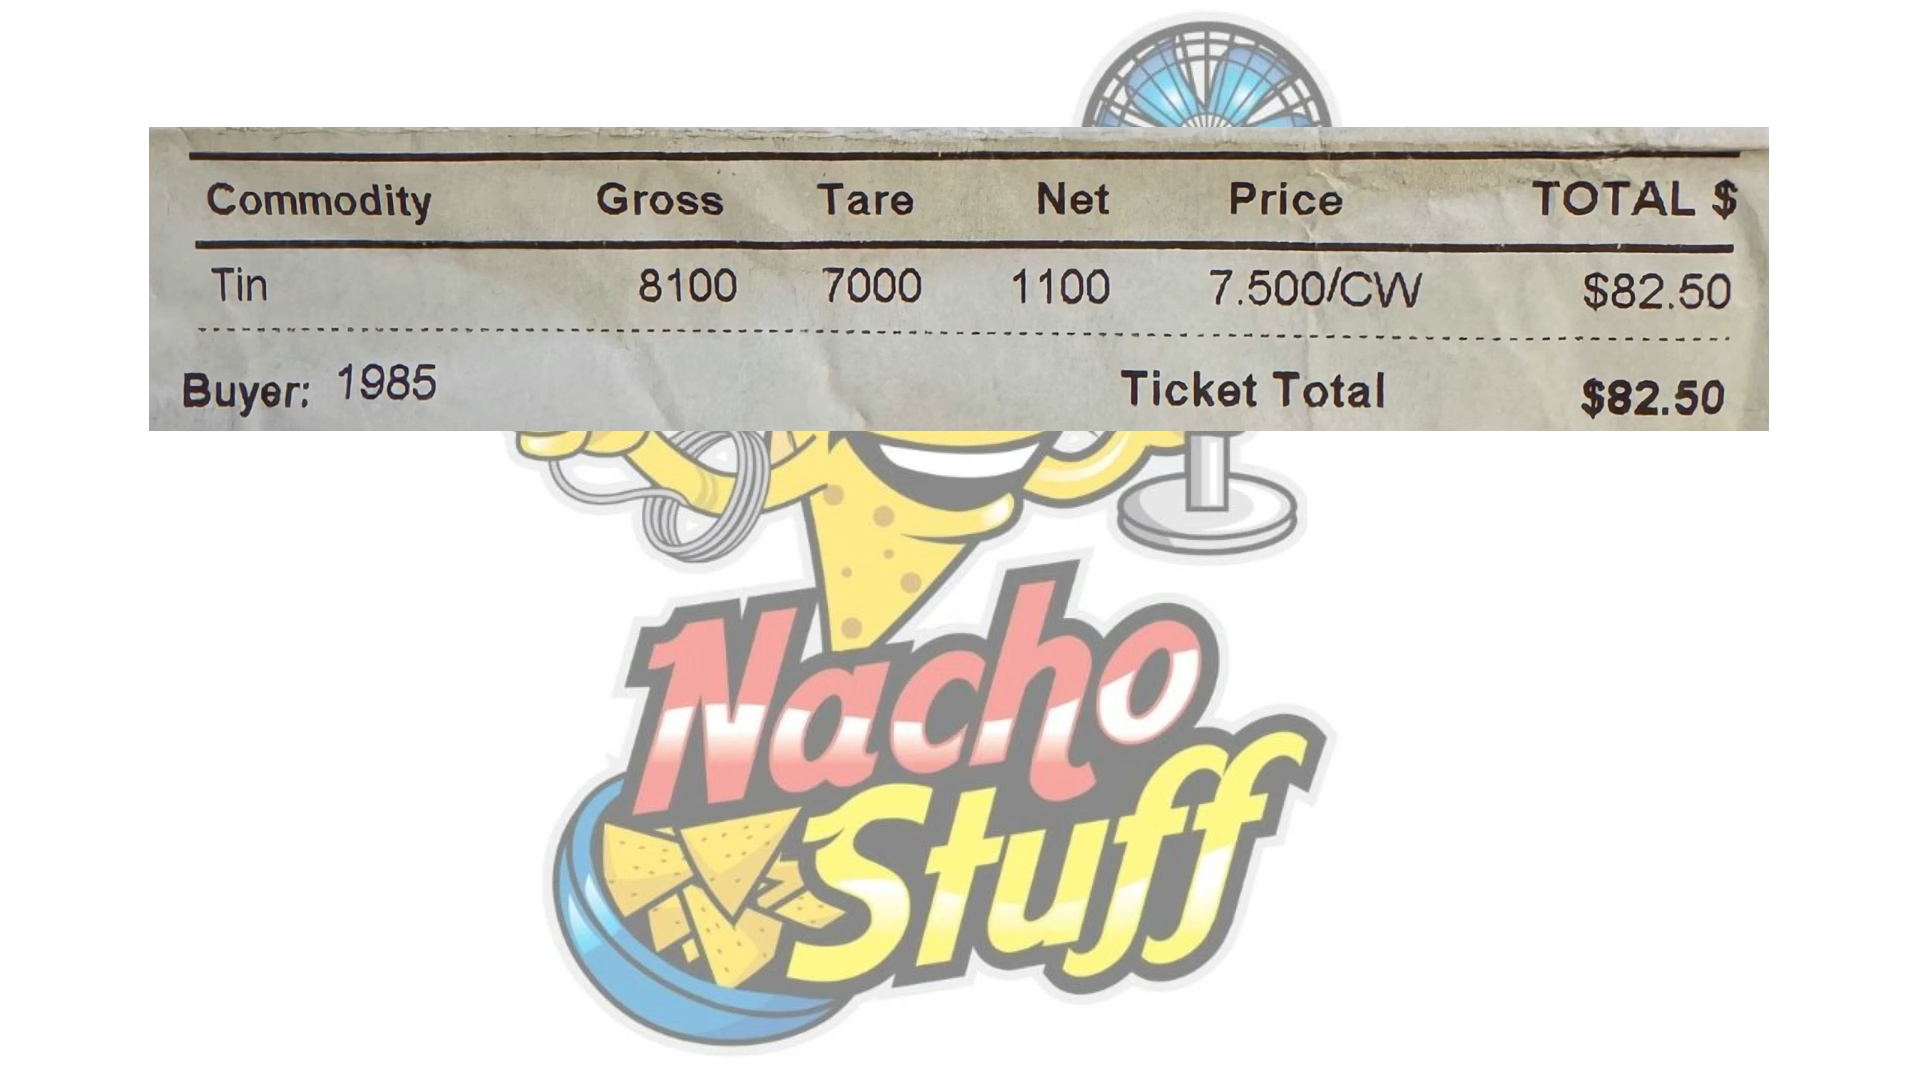 Commodity Gross Tare Net Price TOTAL $
Tin 8100 7000 1100 7.500/CW $82.50
Buyer: 1985 Ticket Total $82.50
Nacho
Stuff